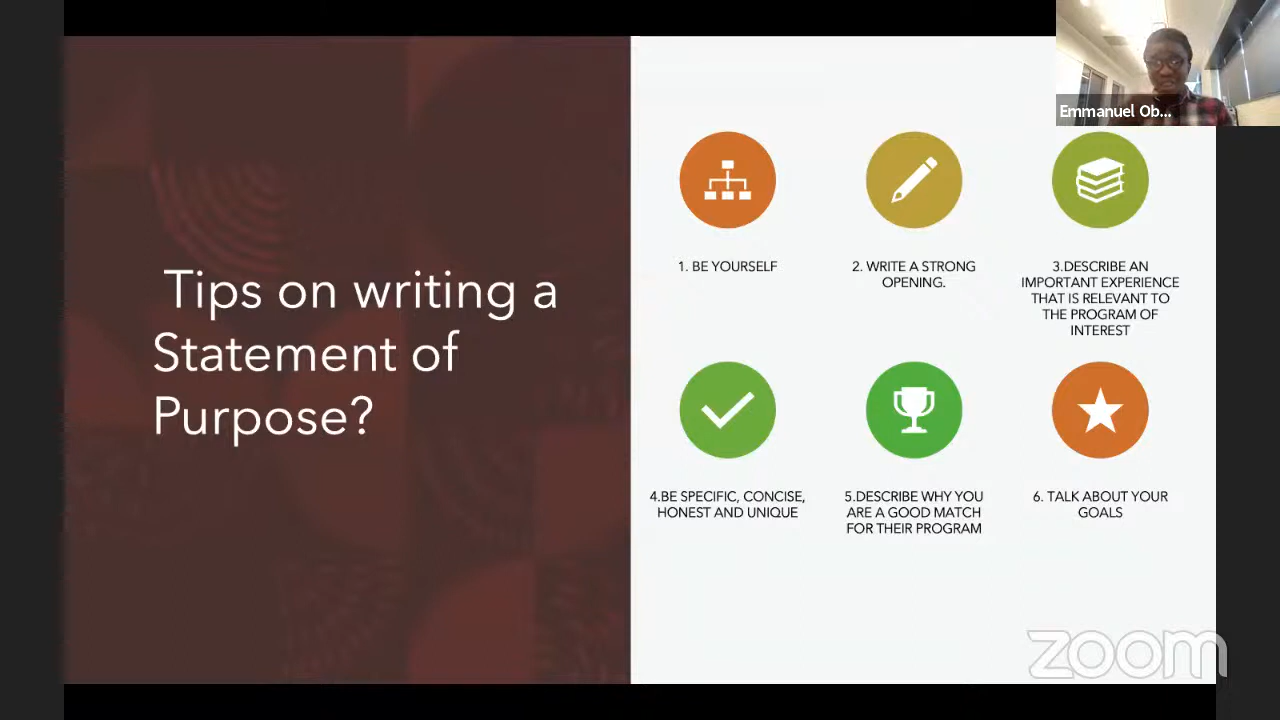 Tips on writing a
Statement of
Purpose?
1. BE YOURSELF
2. WRITE A STRONG
OPENING.
3.DESCRIBE AN
IMPORTANT EXPERIENCE
THAT IS RELEVANT TO
THE PROGRAM OF
INTEREST
4.BE SPECIFIC, CONCISE,
HONEST AND UNIQUE
5.DESCRIBE WHY YOU
ARE A GOOD MATCH
FOR THEIR PROGRAM
6. TALK ABOUT YOUR
GOALS
Emmanuel Ob...
zoom